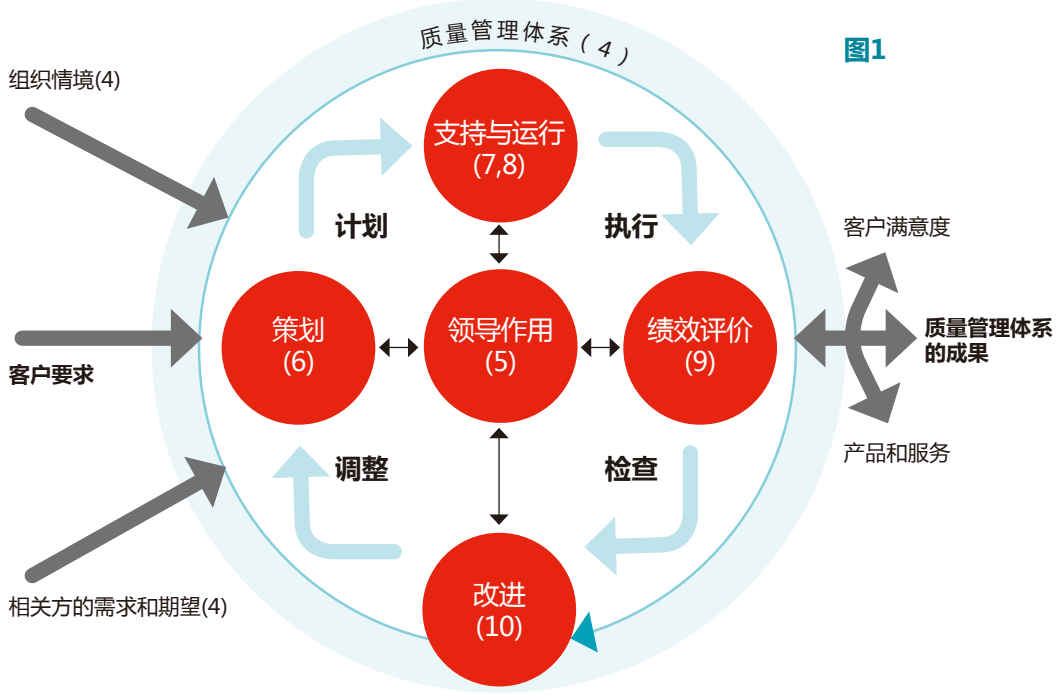 质量管理体系(4)
图1
组织情境(4)
支持与运行
(7,8)
计划
执行
客户满意度
策划
(6)
领导作用
(5)
绩效评价
(9)
质量管理体系
的成果
客户要求
调整
检查
产品和服务
改进
(10)
相关方的需求和期望(4)